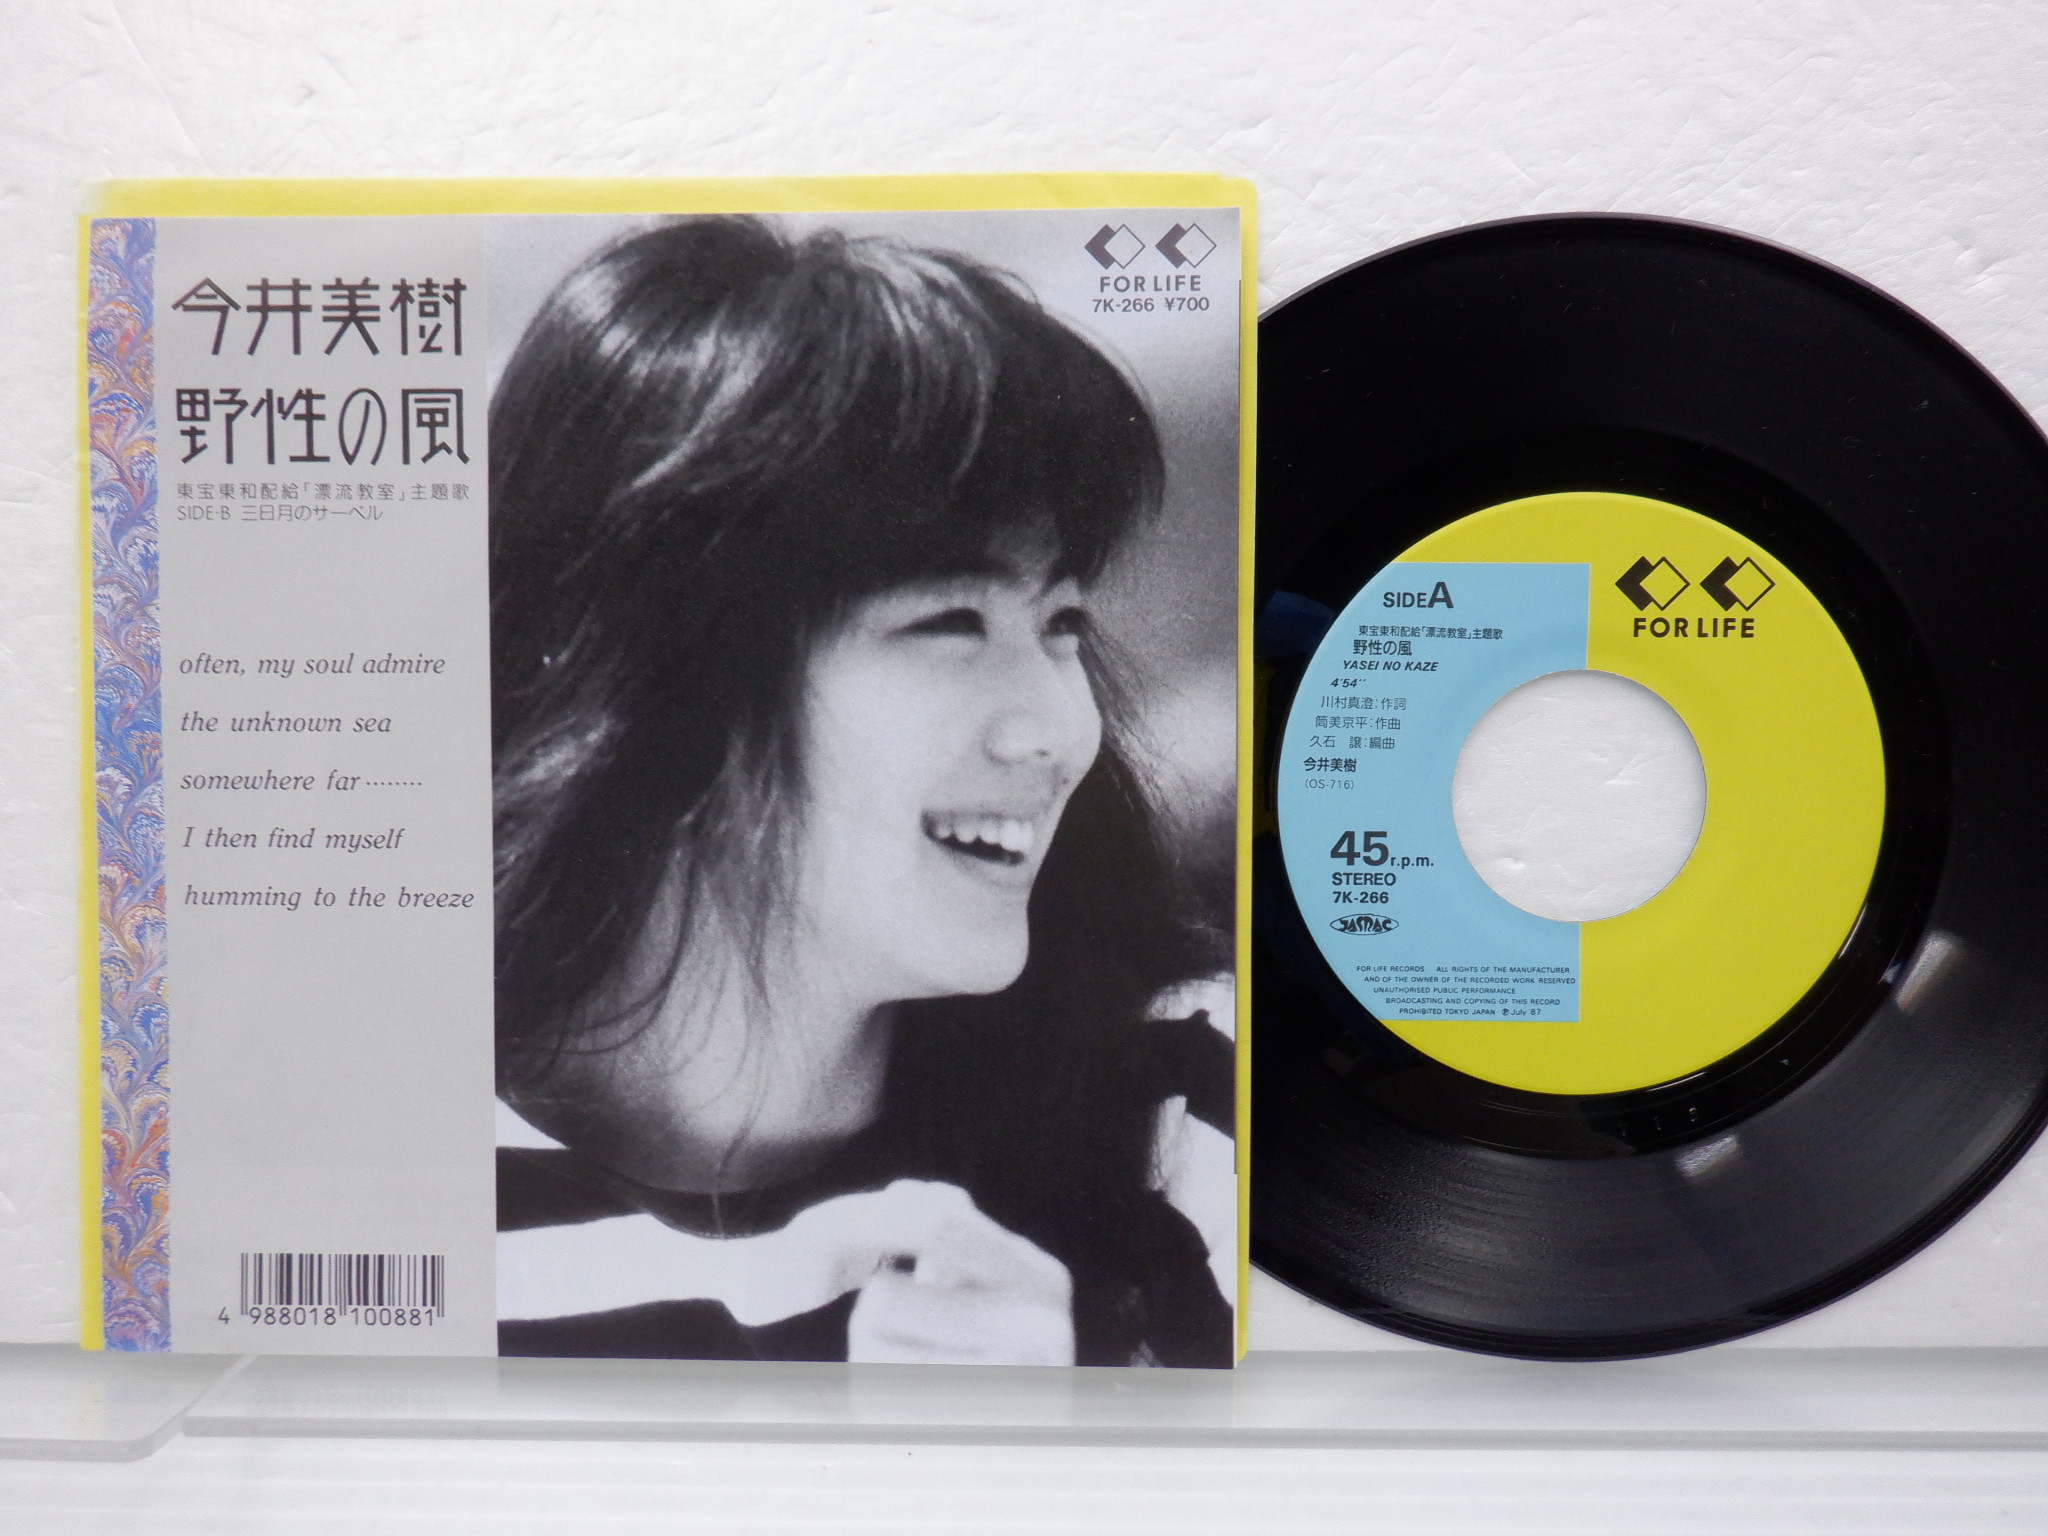 今井美樹
野性の風
東宝東和配給「漂流教室」主題歌
SIDE-B 三日月のサーベル
often, my soul admire
the unknown sea
somewhere far········
I then find myself
humming to the breeze
4 988018 100881
FOR LIFE
7K-266 ¥700
SIDE A
東宝東和配給「漂流教室」主題歌
野性の風
YASEI NO KAZE
4'54''
川村真澄:作詞
筒美京平:作曲
久石 譲:編曲
今井美樹
(OS-716)
45 r.p.m.
STEREO
7K-266
JASRAC
FOR LIFE RECORDS ALL RIGHTS OF THE MANUFACTURER
AND OF THE OWNER OF THE RECORDED WORK RESERVED
UNAUTHORISED PUBLIC PERFORMANCE
BROADCASTING AND COPYING OF THIS RECORD
PROHIBITED TOKYO JAPAN ℗ July '87
FOR LIFE